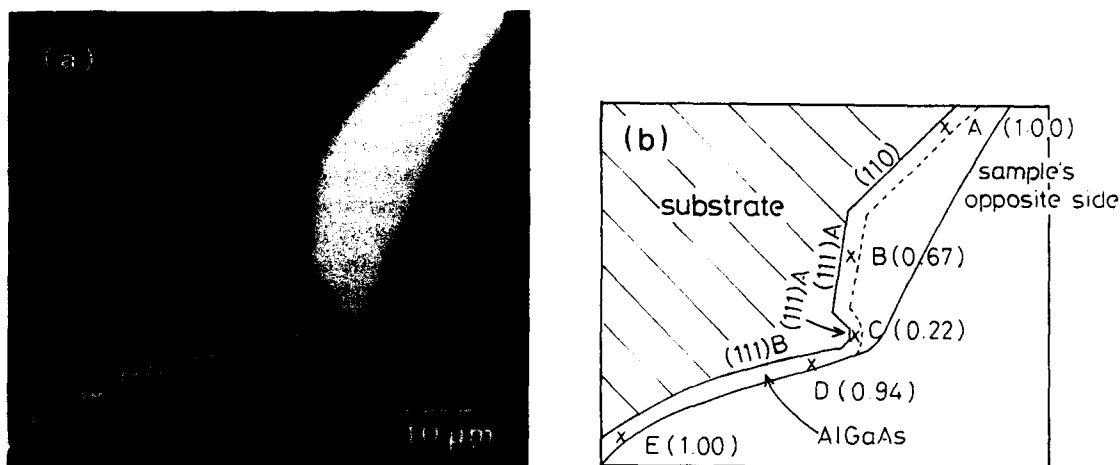 (a)
10 μm
(b)
substrate
(110)
(111)A
(111)A
(111)B
A (1.00)
sample's
opposite side
B (0.67)
C (0.22)
D (0.94)
AlGaAs
E (1.00)